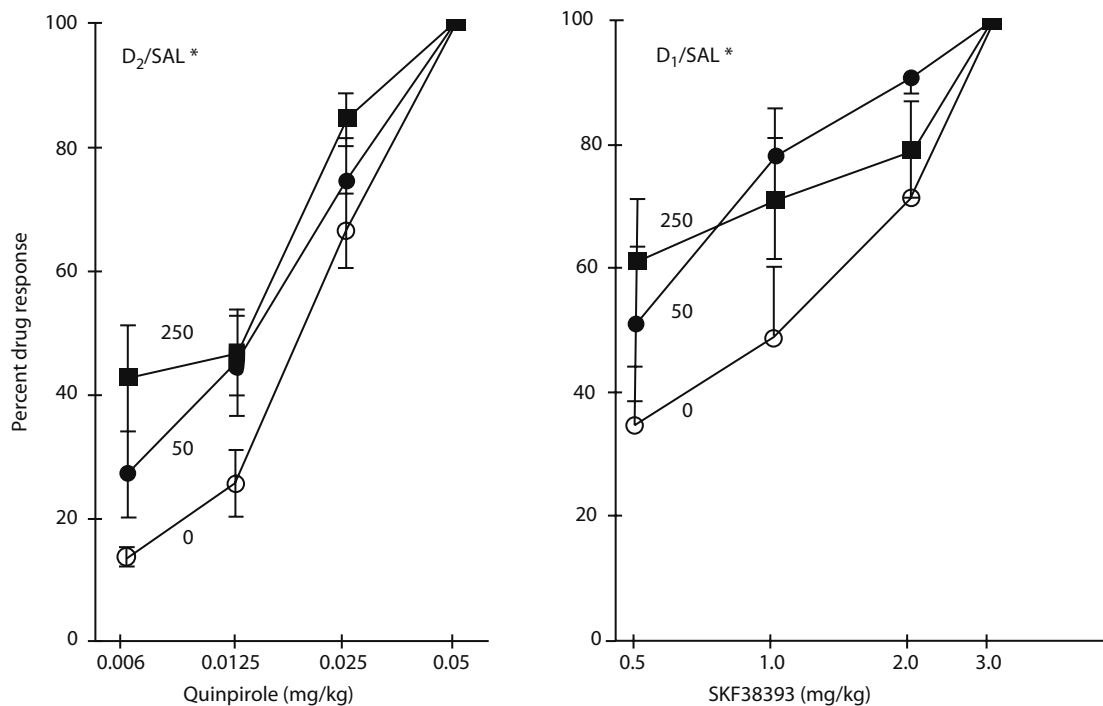 100
80
60
40
20
0
Percent drug response
D₂/SAL *
250
50
0
0.006 0.0125 0.025 0.05
Quinpirole (mg/kg)
100
80
60
40
20
0
D₁/SAL *
250
50
0
0.5 1.0 2.0 3.0
SKF38393 (mg/kg)